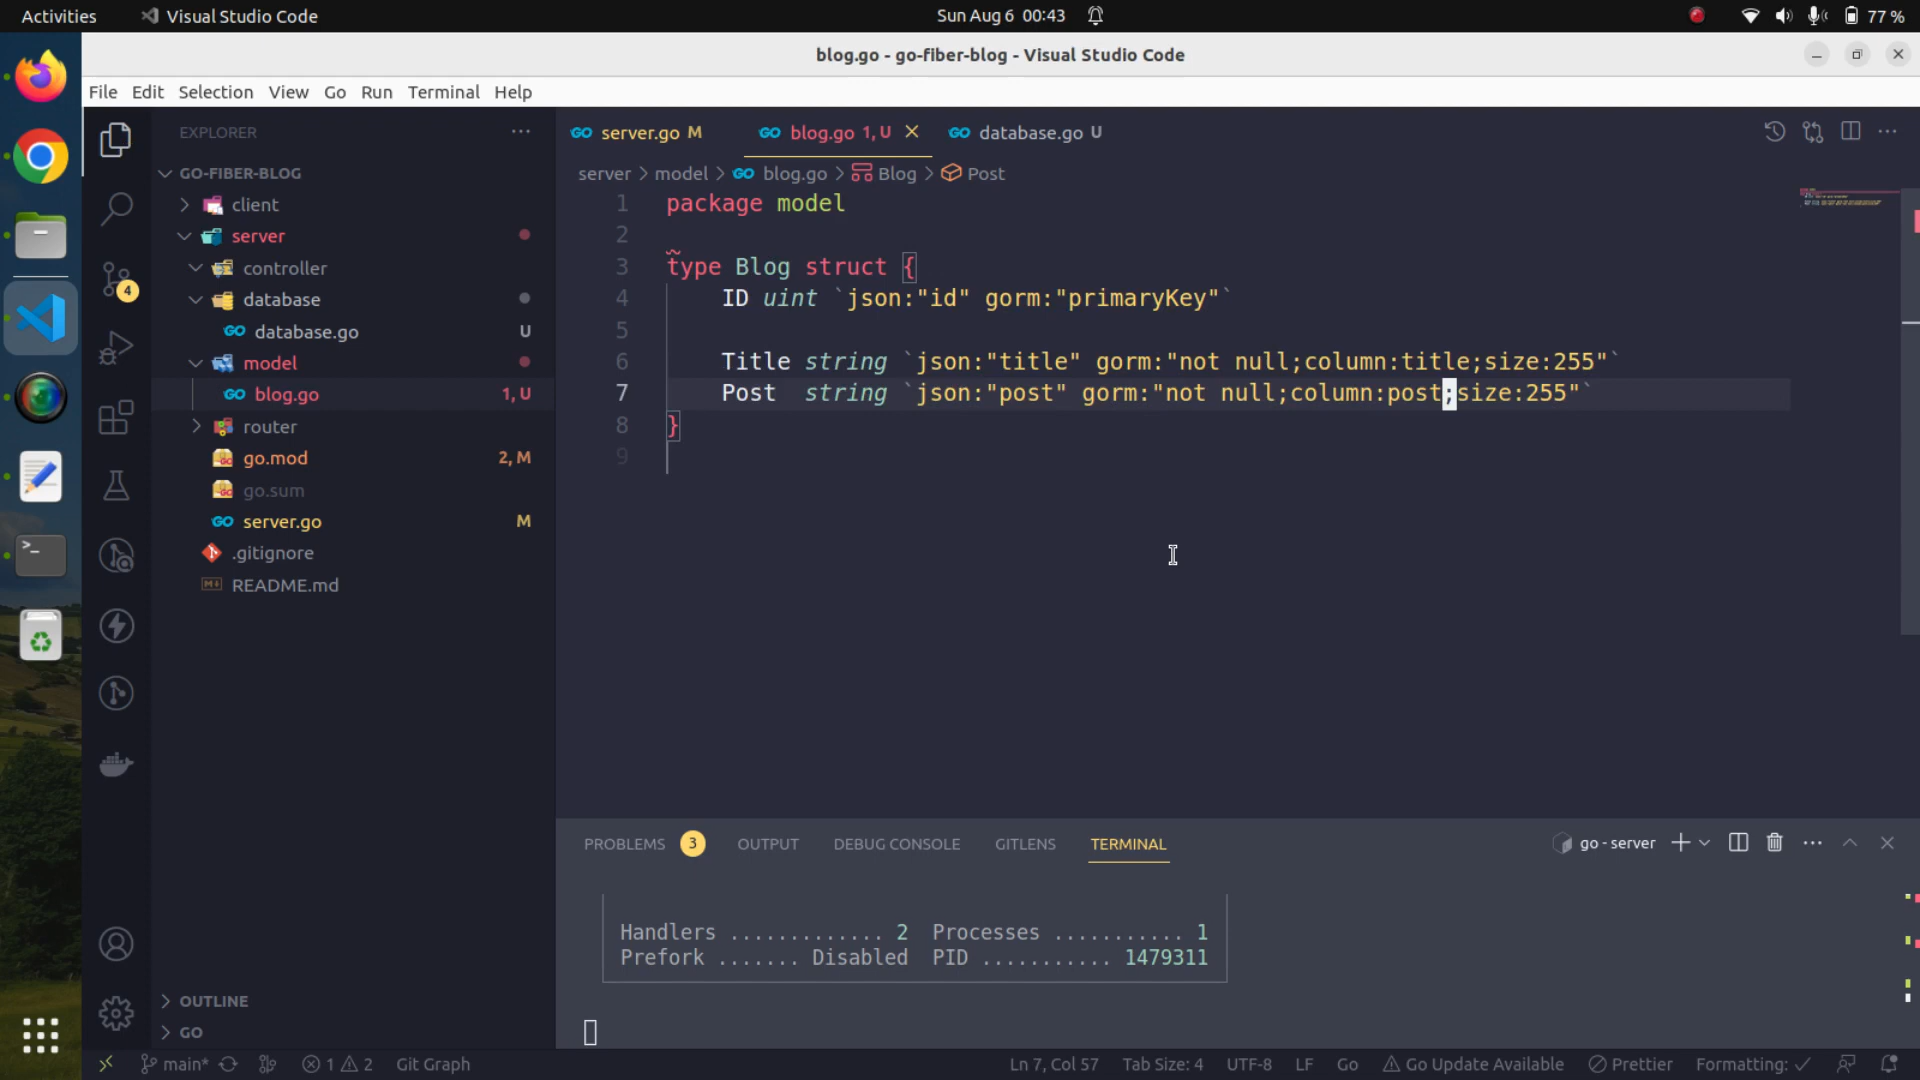 Activities
Visual Studio Code
Sun Aug 6 00:43
77 %
blog.go - go-fiber-blog - Visual Studio Code
File Edit Selection View Go Run Terminal Help
EXPLORER
GO-FIBER-BLOG
client
server
controller
database
database.go U
model
blog.go 1, U
router
go.mod 2, M
go.sum
server.go M
.gitignore
README.md
OUTLINE
GO
4
server.go M
blog.go 1, U
database.go U
server > model > blog.go > Blog > Post
1 package model
2
3 type Blog struct {
4 ID uint `json:"id" gorm:"primaryKey"`
5
6 Title string `json:"title" gorm:"not null;column:title;size:255"`
7 Post string `json:"post" gorm:"not null;column:post;size:255"`
8 }
9
PROBLEMS 3 OUTPUT DEBUG CONSOLE GITLENS TERMINAL
go - server
Handlers ............. 2 Processes ........... 1
Prefork ....... Disabled PID ........... 1479311
main* 1 2 Git Graph
Ln 7, Col 57 Tab Size: 4 UTF-8 LF Go Go Update Available Prettier Formatting: ✓